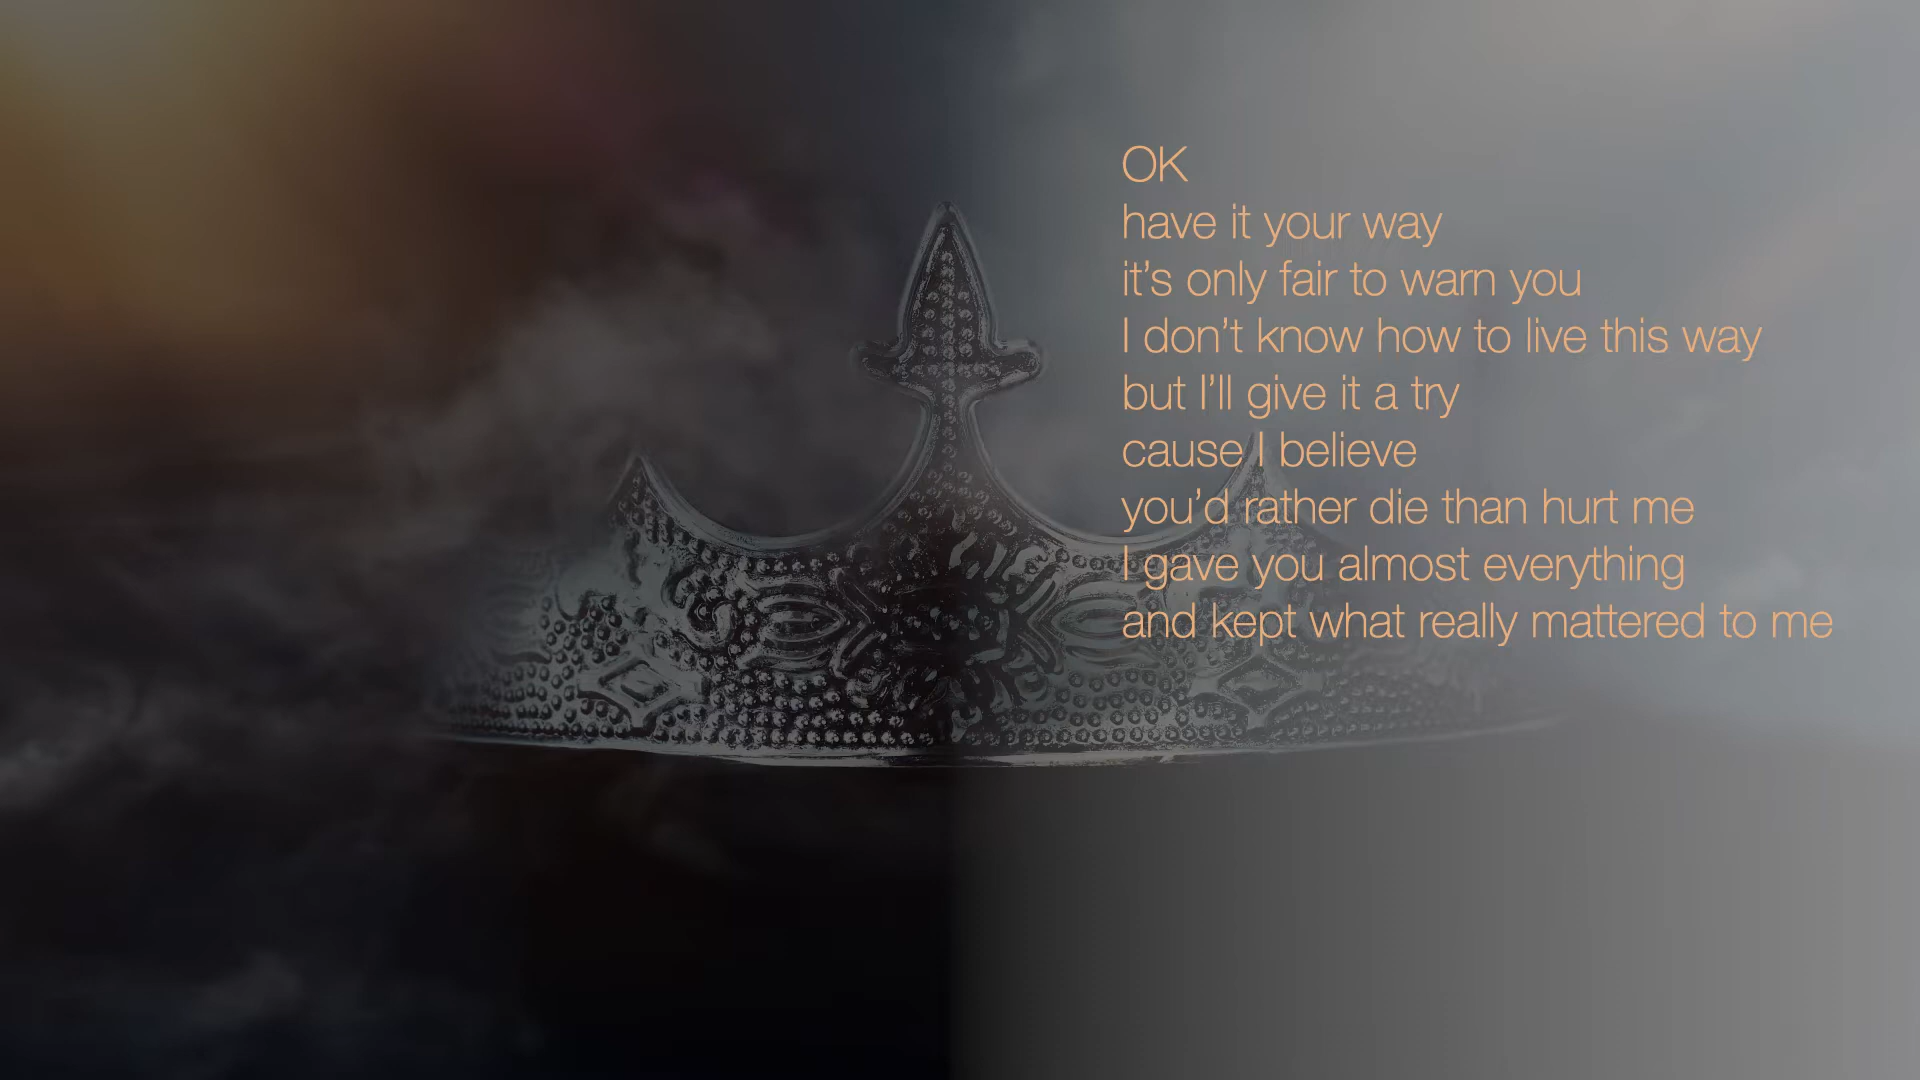 OK
have it your way
it’s only fair to warn you
I don’t know how to live this way
but I’ll give it a try
cause I believe
you’d rather die than hurt me
I gave you almost everything
and kept what really mattered to me